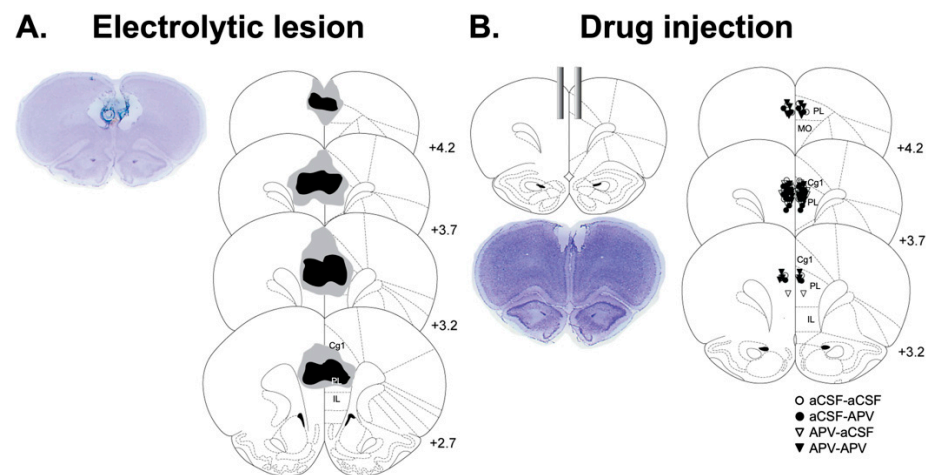 A. Electrolytic lesion
B. Drug injection
+4.2
+3.7
+3.2
Cg1
PL
IL
+2.7
PL
MO
+4.2
Cg1
PL
+3.7
Cg1
PL
IL
+3.2
aCSF-aCSF
aCSF-APV
APV-aCSF
APV-APV